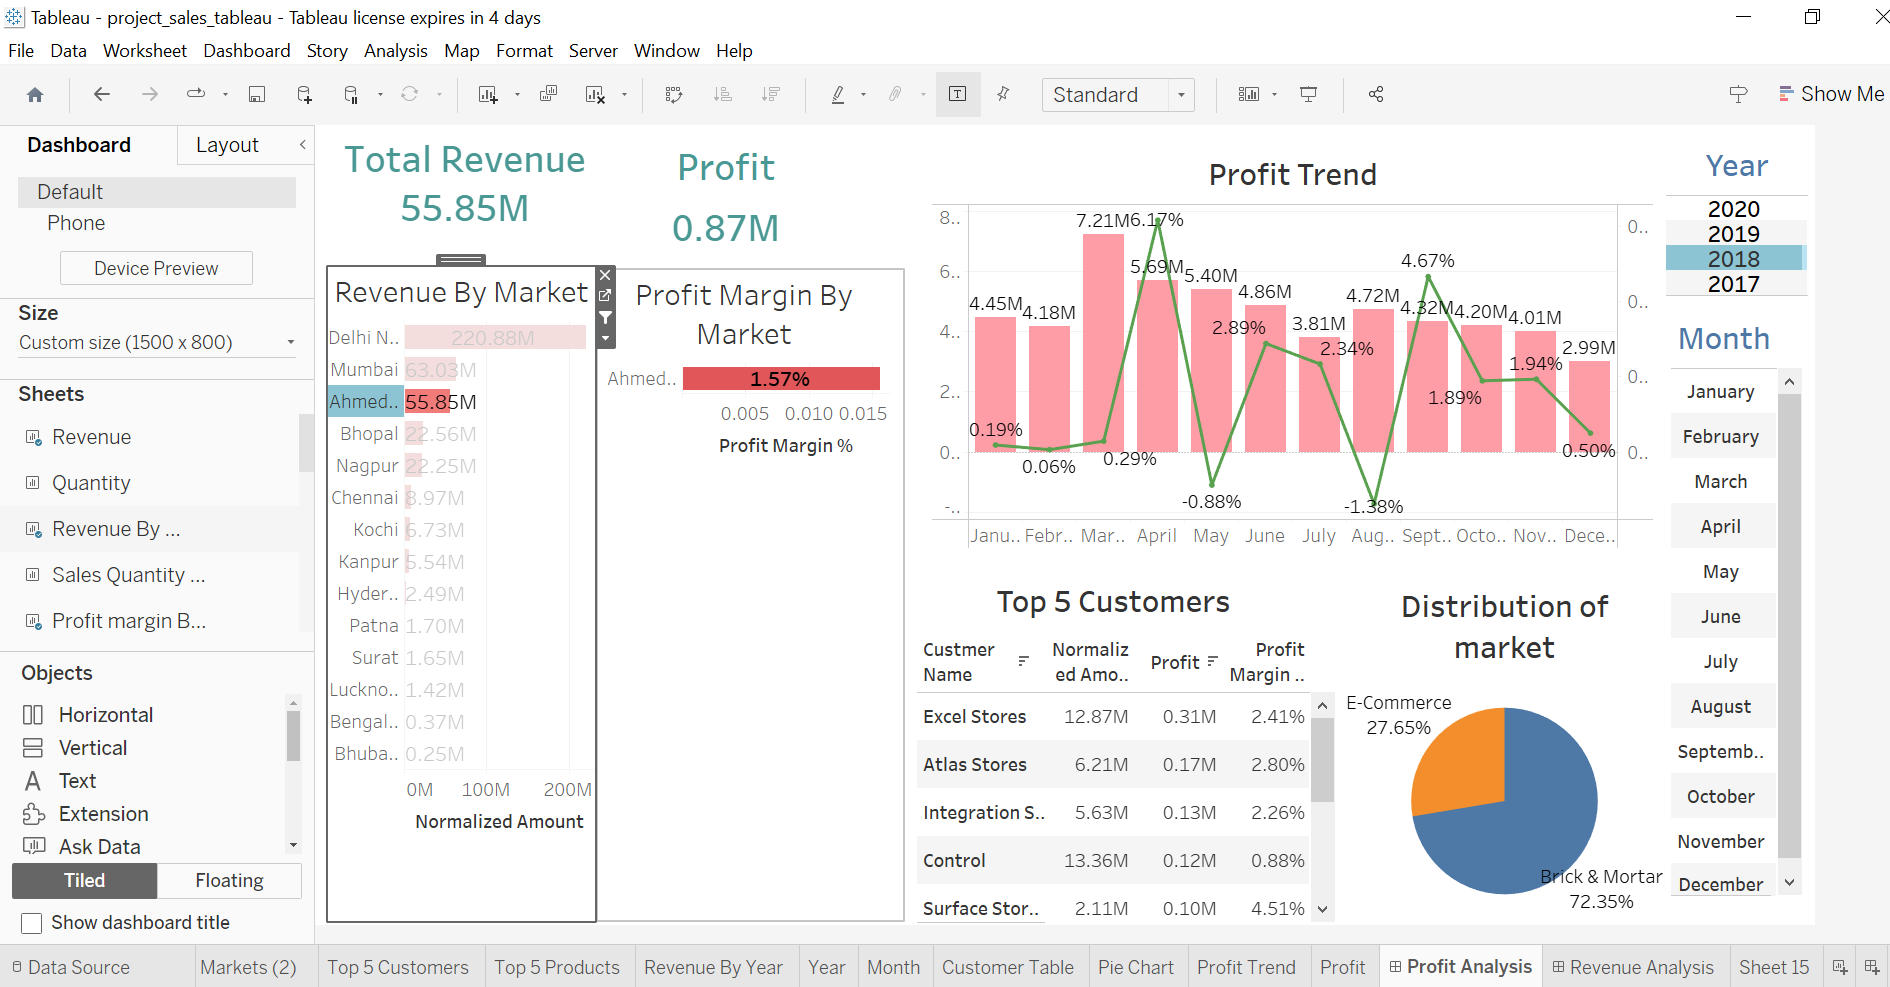 Tableau - project_sales_tableau - Tableau license expires in 4 days
File Data Worksheet Dashboard Story Analysis Map Format Server Window Help
Standard
Show Me
Dashboard
Layout
Default
Phone
Device Preview
Size
Custom size (1500 x 800)
Sheets
Revenue
Quantity
Revenue By ...
Sales Quantity ...
Profit margin B...
Objects
Horizontal
Vertical
Text
Extension
Ask Data
Tiled
Floating
Show dashboard title
Total Revenue
55.85M
Profit
0.87M
Revenue By Market
Delhi N.. 220.88M
Mumbai 63.03M
Ahmed.. 55.85M
Bhopal 22.56M
Nagpur 22.25M
Chennai 8.97M
Kochi 6.73M
Kanpur 5.54M
Hyder.. 2.49M
Patna 1.70M
Surat 1.65M
Luckno.. 1.42M
Bengal.. 0.37M
Bhuba.. 0.25M
0M 100M 200M
Normalized Amount
Profit Margin By
Market
Ahmed.. 1.57%
0.005 0.010 0.015
Profit Margin %
Profit Trend
8..
6..
4..
2..
0..
-..
4.45M 4.18M 7.21M 5.69M 5.40M 4.86M 3.81M 4.72M 4.32M 4.20M 4.01M 2.99M
0.19% 0.06% 0.29% 6.17% -0.88% 2.89% 2.34% -1.38% 4.67% 1.89% 1.94% 0.50%
0..
0..
0..
0..
Janu.. Febr.. Mar.. April May June July Aug.. Sept.. Octo.. Nov.. Dece..
Top 5 Customers
Custmer
Name
Normaliz
ed Amo..
Profit
Profit
Margin ..
Excel Stores 12.87M 0.31M 2.41%
Atlas Stores 6.21M 0.17M 2.80%
Integration S.. 5.63M 0.13M 2.26%
Control 13.36M 0.12M 0.88%
Surface Stor.. 2.11M 0.10M 4.51%
Distribution of
market
E-Commerce
27.65%
Brick & Mortar
72.35%
Year
2020
2019
2018
2017
Month
January
February
March
April
May
June
July
August
Septemb..
October
November
December
Data Source Markets (2) Top 5 Customers Top 5 Products Revenue By Year Year Month Customer Table Pie Chart Profit Trend Profit Profit Analysis Revenue Analysis Sheet 15